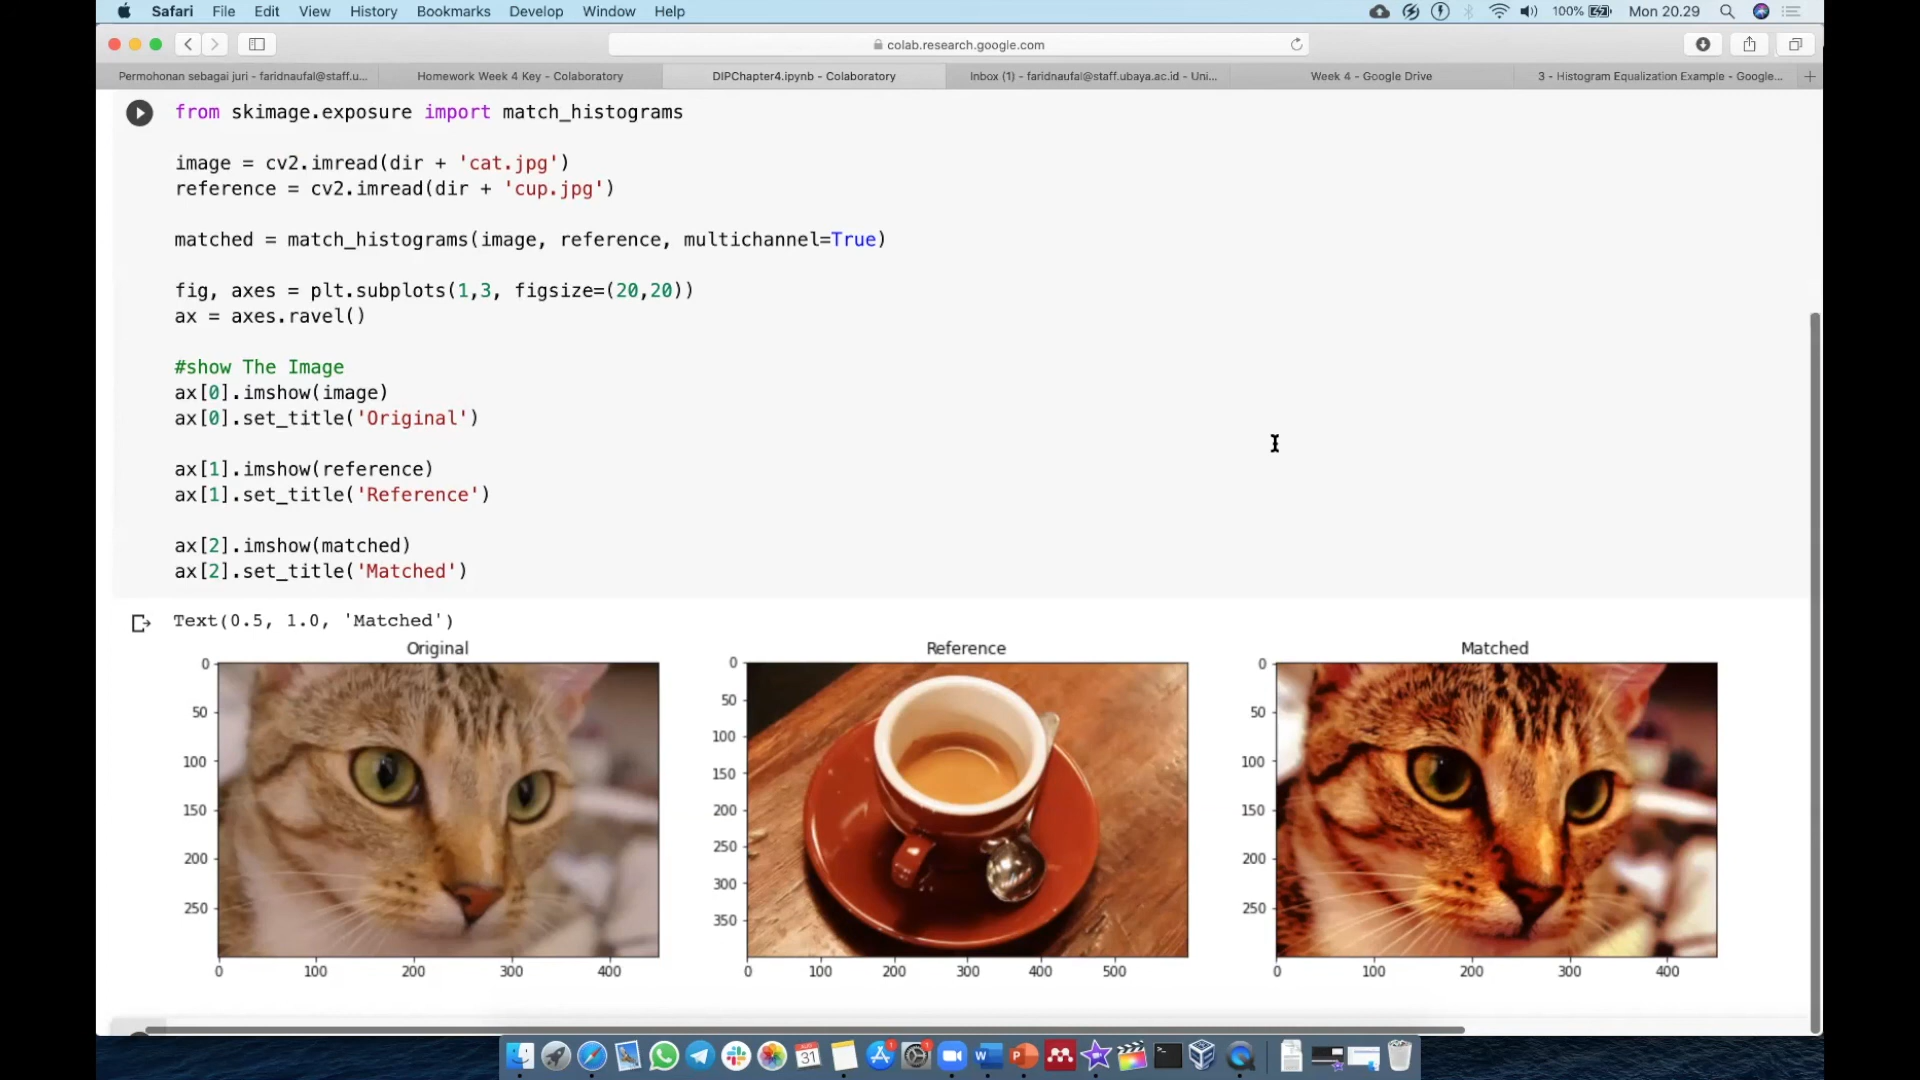 Safari File Edit View History Bookmarks Develop Window Help 100% Mon 20.29
colab.research.google.com
Permohonan sebagai juri - faridnaufal@staff.u... Homework Week 4 Key - Colaboratory DIPChapter4.ipynb - Colaboratory Inbox (1) - faridnaufal@staff.ubaya.ac.id - Uni... Week 4 - Google Drive 3 - Histogram Equalization Example - Google...
from skimage.exposure import match_histograms
image = cv2.imread(dir + 'cat.jpg')
reference = cv2.imread(dir + 'cup.jpg')
matched = match_histograms(image, reference, multichannel=True)
fig, axes = plt.subplots(1,3, figsize=(20,20))
ax = axes.ravel()
#show The Image
ax[0].imshow(image)
ax[0].set_title('Original')
ax[1].imshow(reference)
ax[1].set_title('Reference')
ax[2].imshow(matched)
ax[2].set_title('Matched')
Text(0.5, 1.0, 'Matched')
Original
0
50
100
150
200
250
0 100 200 300 400
Reference
0
50
100
150
200
250
300
350
0 100 200 300 400 500
Matched
0
50
100
150
200
250
0 100 200 300 400